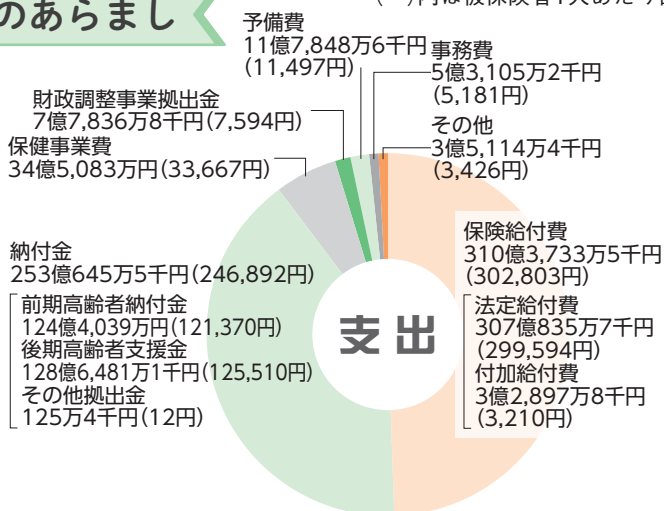 のあらまし
予備費
11億7,848万6千円
(11,497円)
事務費
5億3,105万2千円
(5,181円)
財政調整事業拠出金
7億7,836万8千円(7,594円)
その他
3億5,114万4千円
(3,426円)
保健事業費
34億5,083万円(33,667円)
保険給付費
310億3,733万5千円
(302,803円)
法定給付費
307億835万7千円
(299,594円)
付加給付費
3億2,897万8千円
(3,210円)
納付金
253億645万5千円(246,892円)
前期高齢者納付金
124億4,039万円(121,370円)
後期高齢者支援金
128億6,481万1千円(125,510円)
その他拠出金
125万4千円(12円)
支出